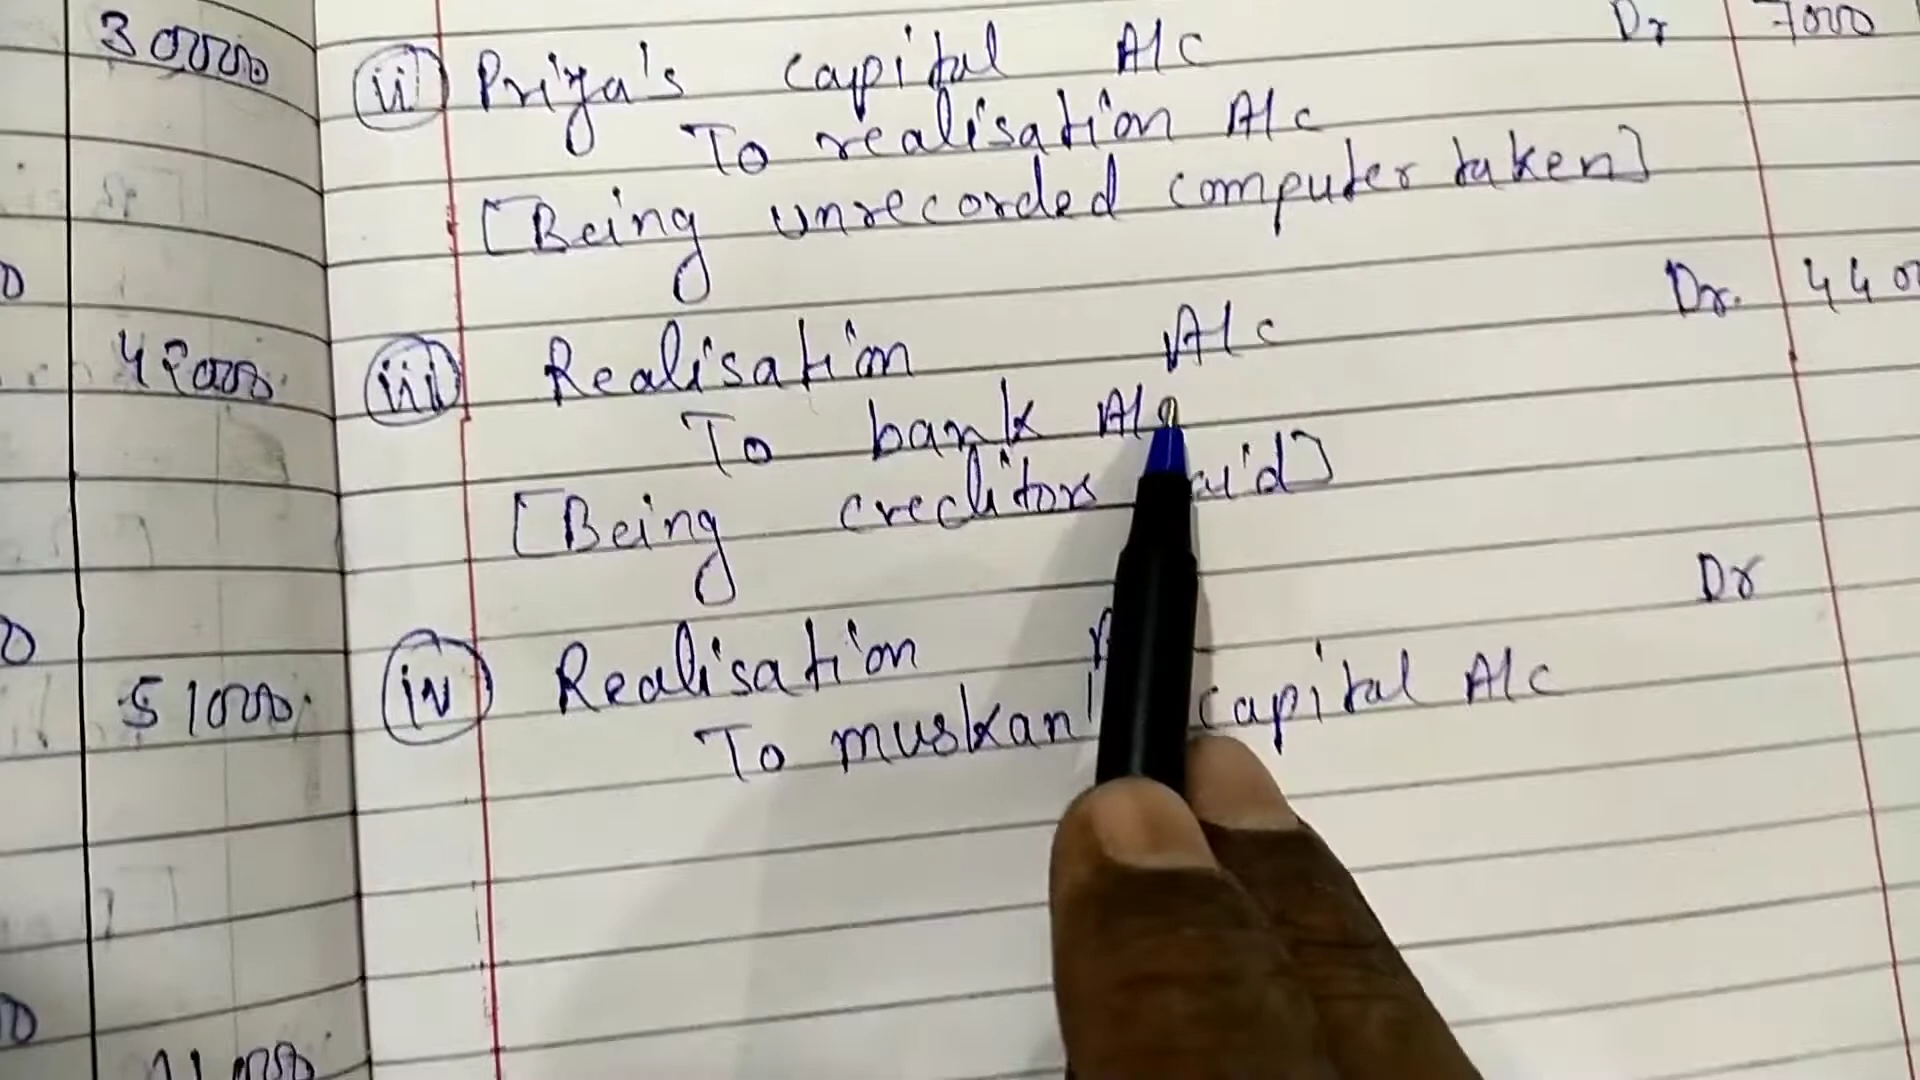 30000
(ii) Priya's capital A/c Dr 7000
To realisation A/c
[Being unrecorded computer taken]
42000
(iii) Realisation A/c Dr. 440
To bank A/c
[Being creditors paid]
51000
(iv) Realisation Dr
To muskan' capital A/c